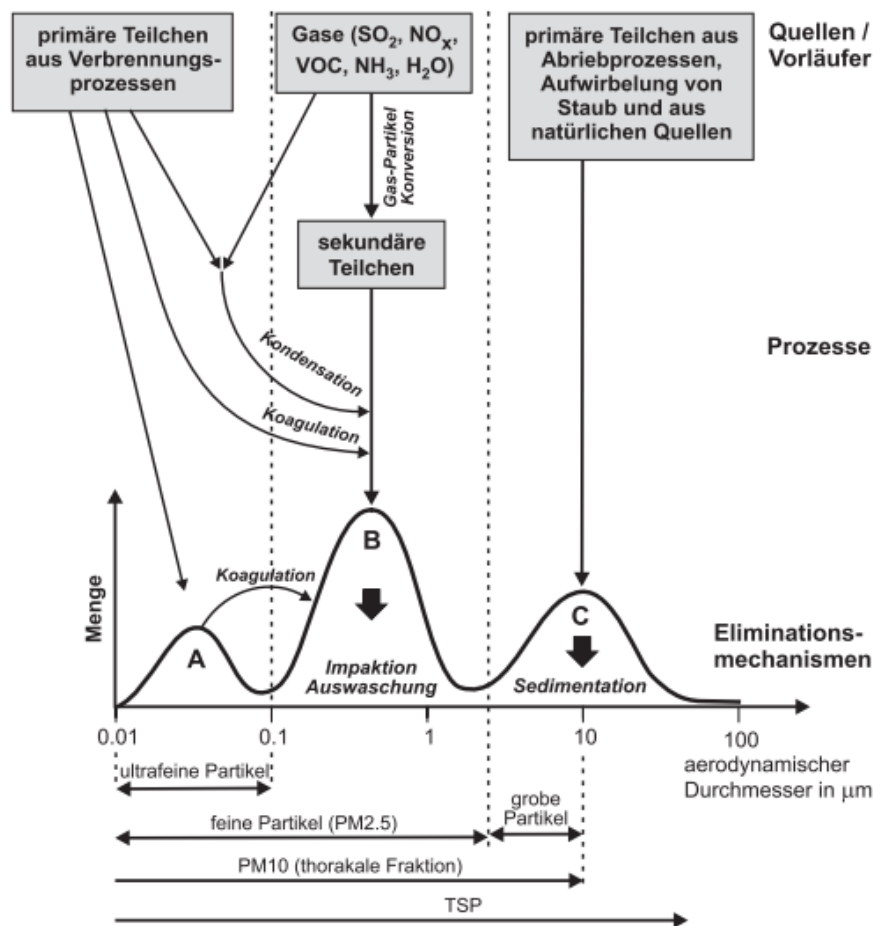 primäre Teilchen
aus Verbrennungs-
prozessen
Gase (SO₂, NOₓ,
VOC, NH₃, H₂O)
primäre Teilchen aus
Abriebprozessen,
Aufwirbelung von
Staub und aus
natürlichen Quellen
Quellen /
Vorläufer
Gas-Partikel
Konversion
sekundäre
Teilchen
Prozesse
Kondensation
Koagulation
Menge
Koagulation
A
B
C
Impaktion
Auswaschung
Sedimentation
Eliminations-
mechanismen
0.01
0.1
1
10
100
aerodynamischer
Durchmesser in µm
ultrafeine Partikel
grobe
Partikel
feine Partikel (PM2.5)
PM10 (thorakale Fraktion)
TSP